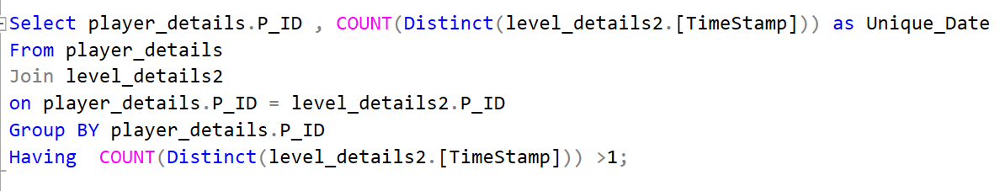 Select player_details.P_ID , COUNT(Distinct(level_details2.[TimeStamp])) as Unique_Date
From player_details
Join level_details2
on player_details.P_ID = level_details2.P_ID
Group BY player_details.P_ID
Having  COUNT(Distinct(level_details2.[TimeStamp])) >1;